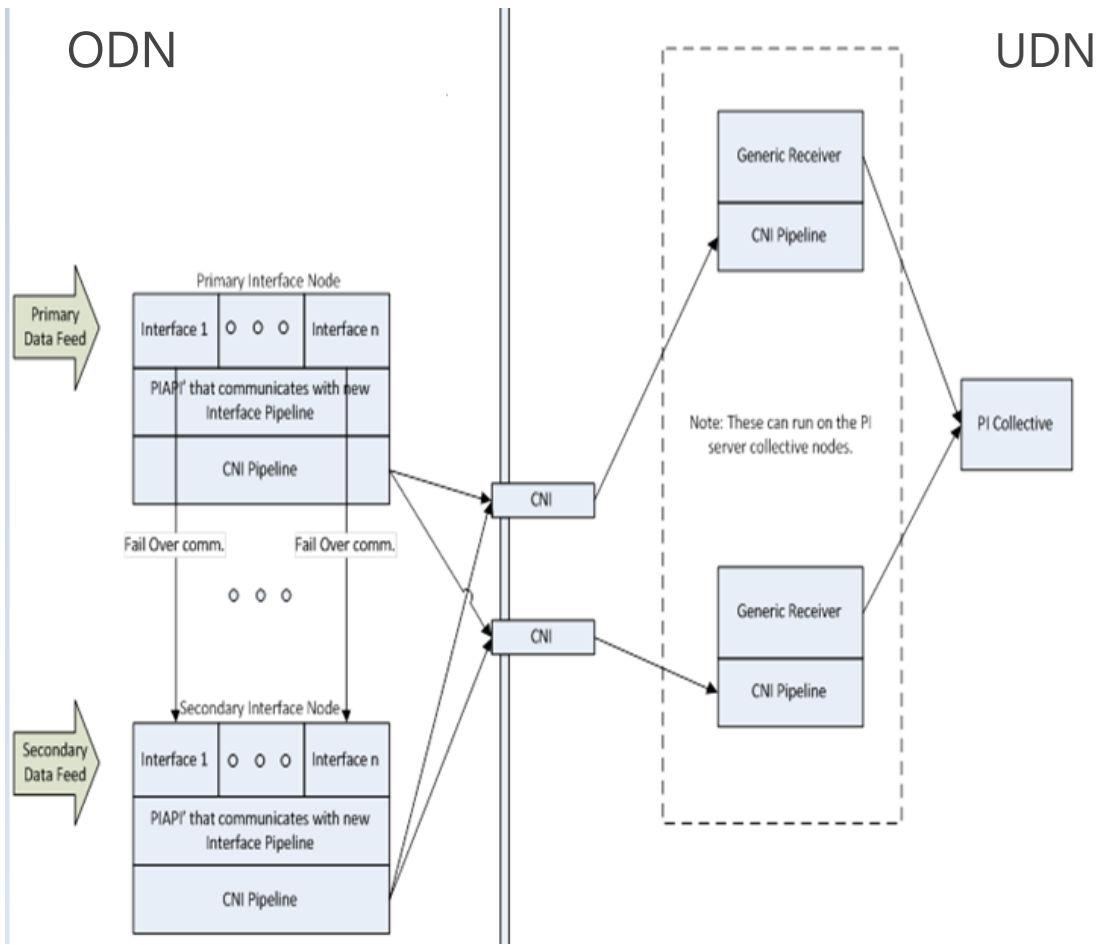 ODN
UDN
Generic Receiver
CNI Pipeline
Primary Interface Node
Primary
Data Feed
Interface 1
Interface n
PIAPI' that communicates with new
Interface Pipeline
CNI Pipeline
Note: These can run on the PI
server collective nodes.
PI Collective
CNI
Fail Over comm.
Fail Over comm.
CNI
Generic Receiver
CNI Pipeline
Secondary Interface Node
Secondary
Data Feed
Interface 1
Interface n
PIAPI' that communicates with new
Interface Pipeline
CNI Pipeline